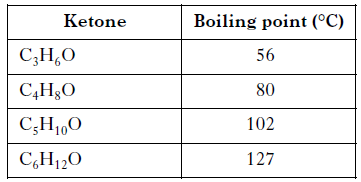 Ketone Boiling point (°C)
C₃H₆O 56
C₄H₈O 80
C₅H₁₀O 102
C₆H₁₂O 127